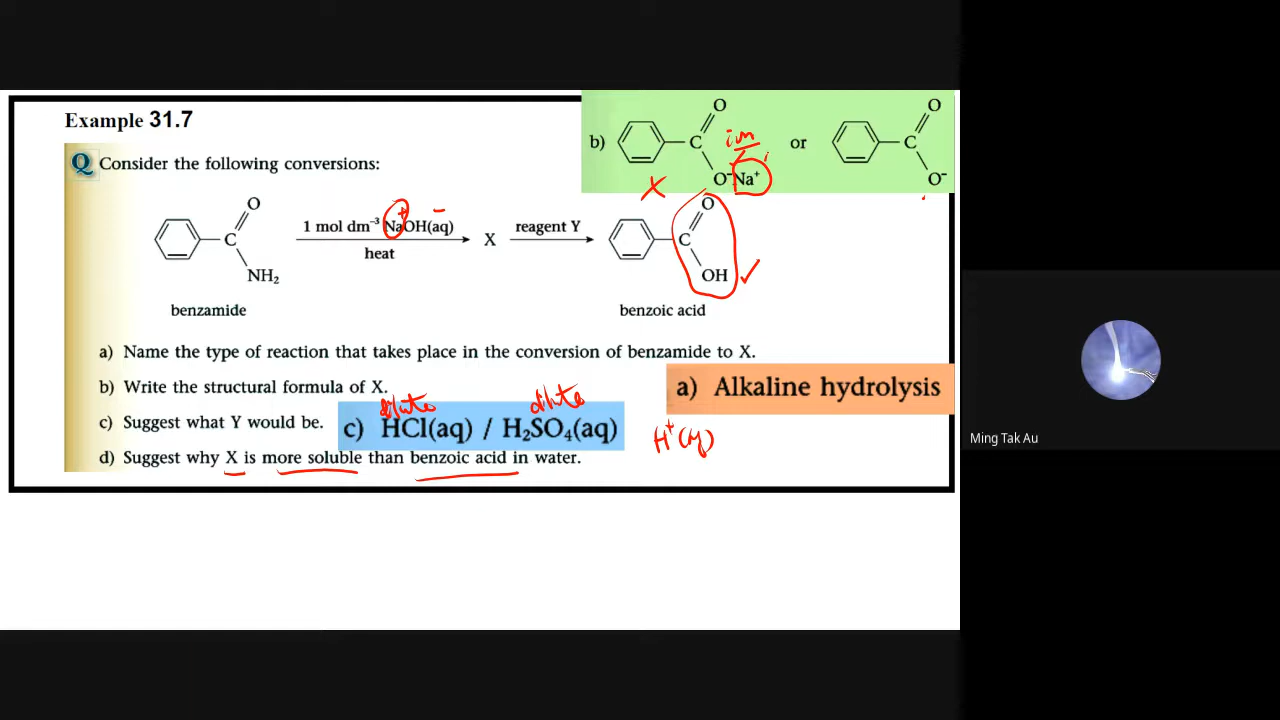 Example 31.7
Q Consider the following conversions:
b)
O
C
O⁻Na⁺
or
O
C
O⁻
im
O
C
NH₂
benzamide
1 mol dm⁻³ NaOH(aq)
+ −
heat
X
reagent Y
O
C
OH
benzoic acid
a) Name the type of reaction that takes place in the conversion of benzamide to X.
a) Alkaline hydrolysis
b) Write the structural formula of X.
dilute dilute
c) Suggest what Y would be.
c) HCl(aq) / H₂SO₄(aq)
H⁺(aq)
d) Suggest why X is more soluble than benzoic acid in water.
Ming Tak Au